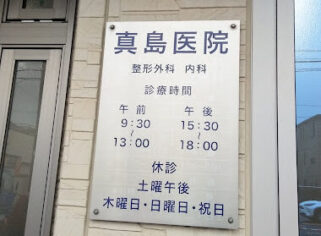 真島医院
整形外科 内科
診療時間
午前 午後
9:30 15:30
~ ~
13:00 18:00
休診
土曜午後
木曜日・日曜日・祝日